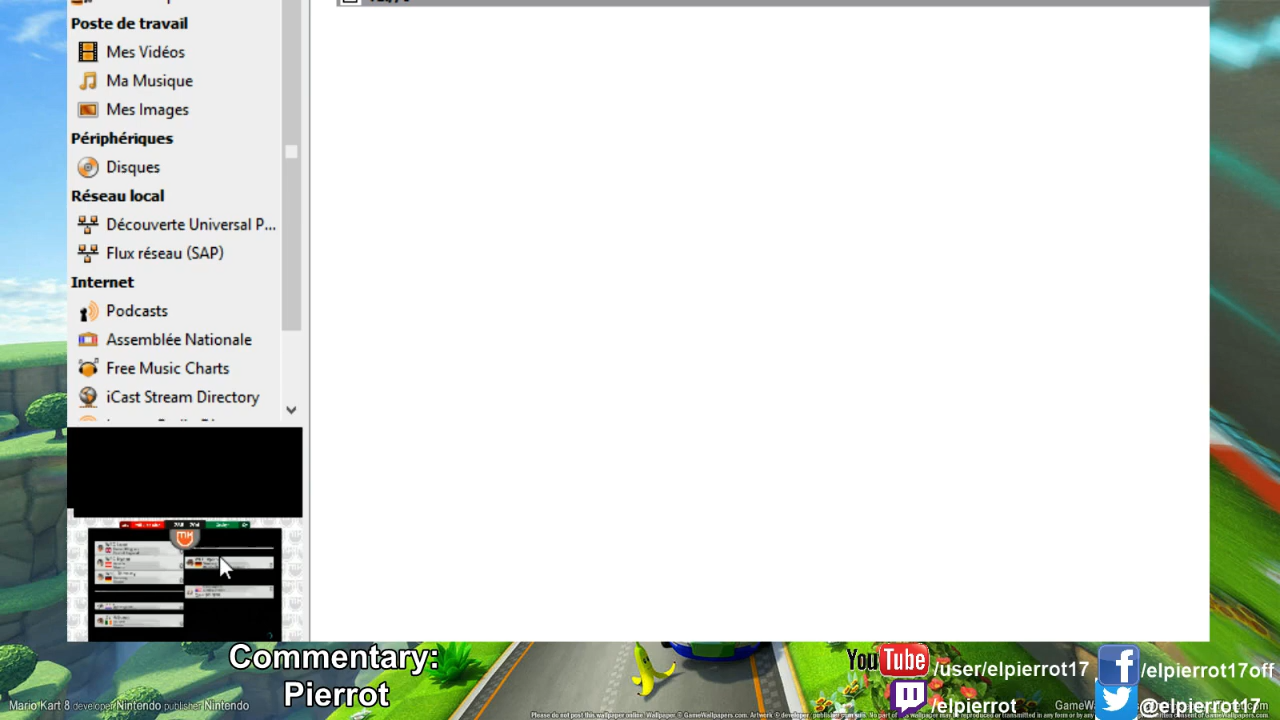 Poste de travail
Mes Vidéos
Ma Musique
Mes Images
Périphériques
Disques
Réseau local
Découverte Universal P...
Flux réseau (SAP)
Internet
Podcasts
Assemblée Nationale
Free Music Charts
iCast Stream Directory
Commentary:
Pierrot
YouTube /user/elpierrot17
/elpierrot17off
/elpierrot
@elpierrot17
Mario Kart 8 developer Nintendo publisher Nintendo